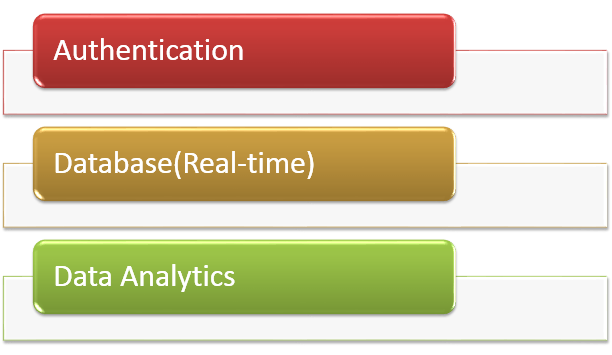 Authentication
Database(Real-time)
Data Analytics